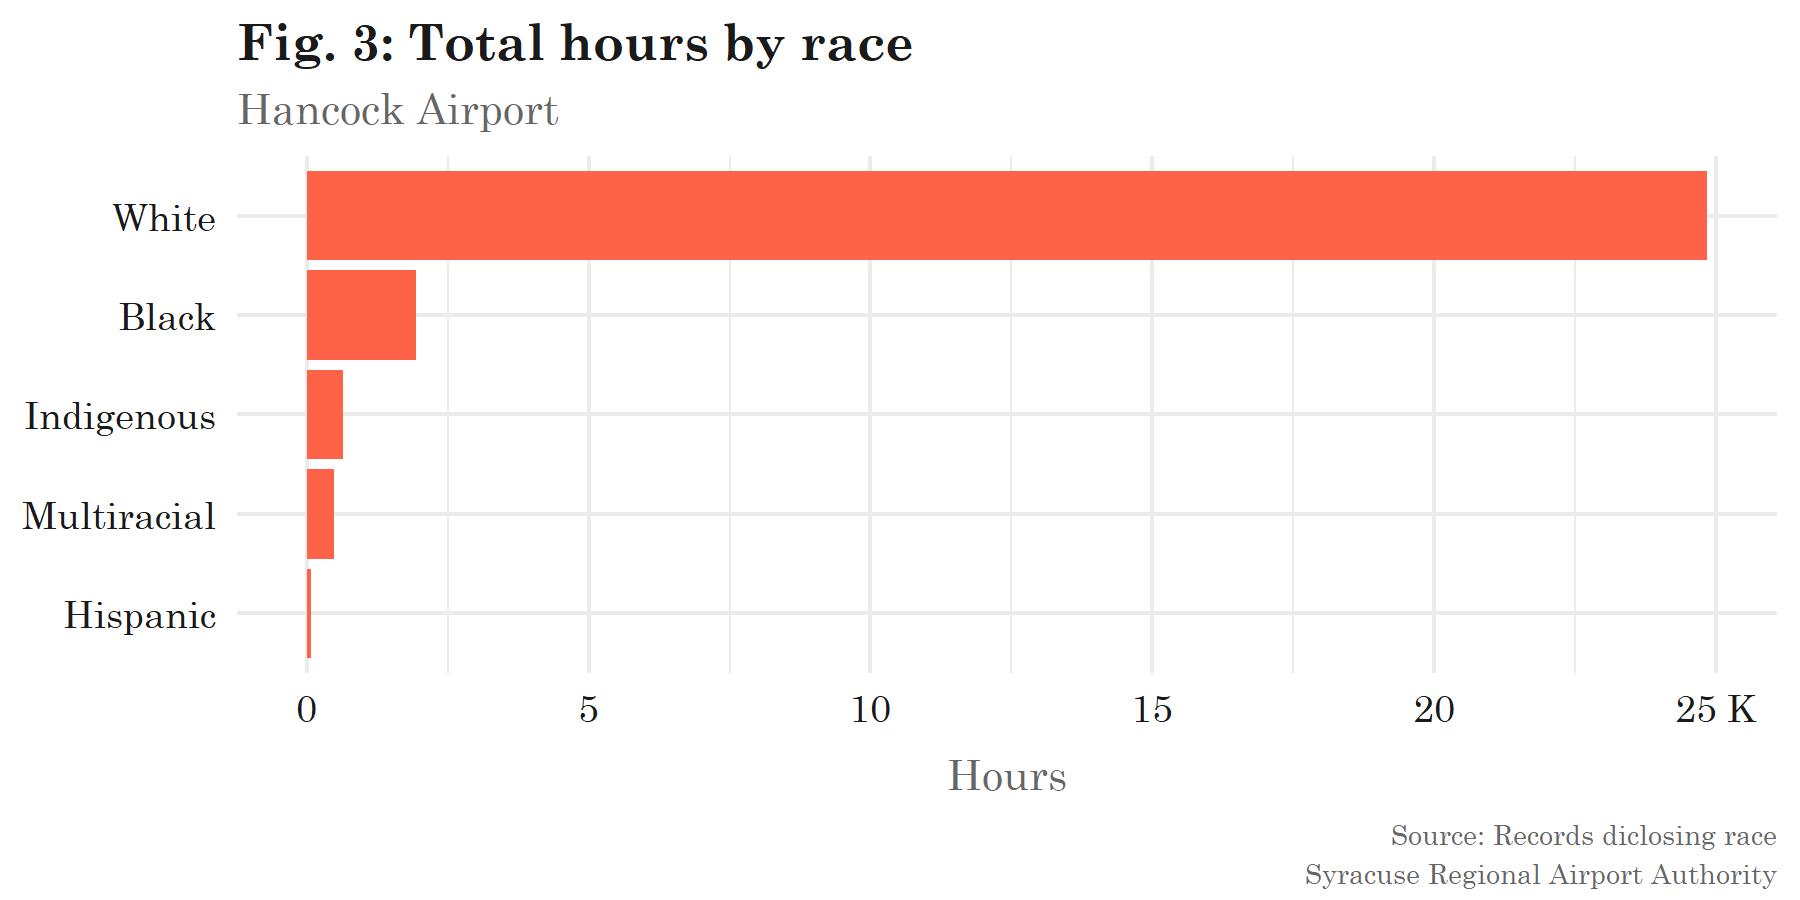 Fig. 3: Total hours by race
Hancock Airport
White
Black
Indigenous
Multiracial
Hispanic
0 5 10 15 20 25 K
Hours
Source: Records diclosing race
Syracuse Regional Airport Authority